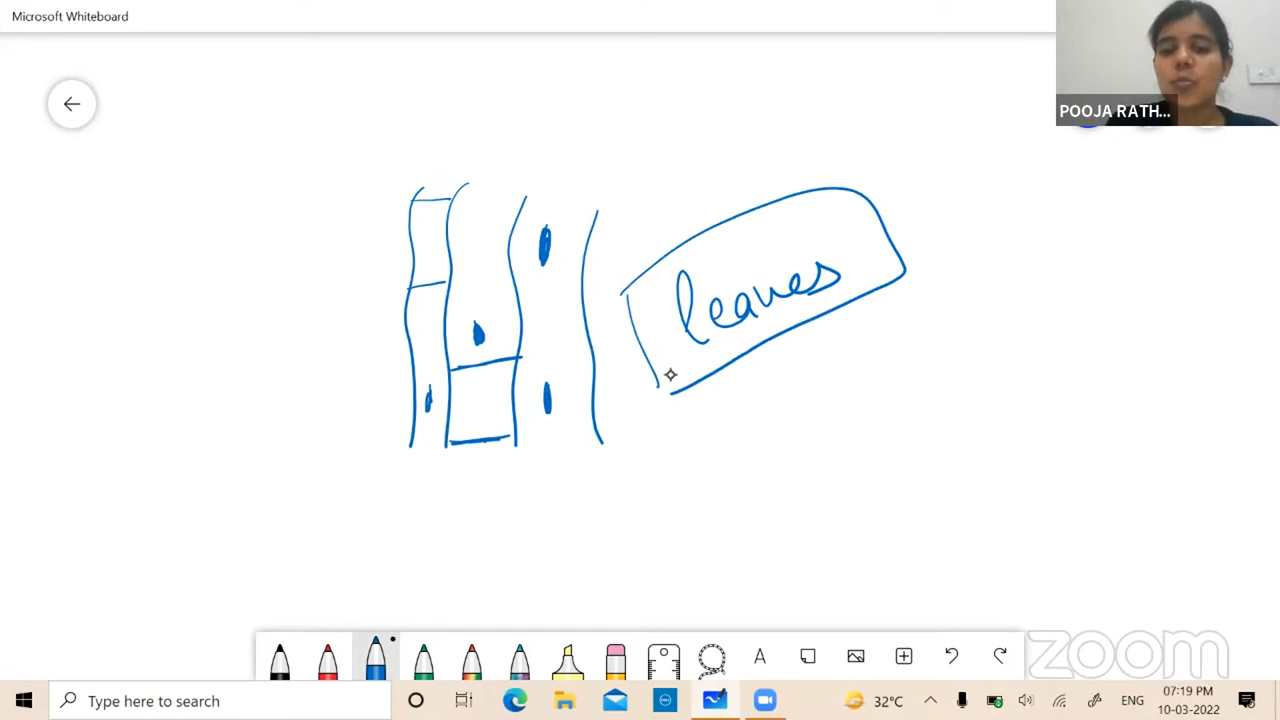 Microsoft Whiteboard
POOJA RATH...
leaves
A
zoom
Type here to search
32°C
ENG
07:19 PM
10-03-2022